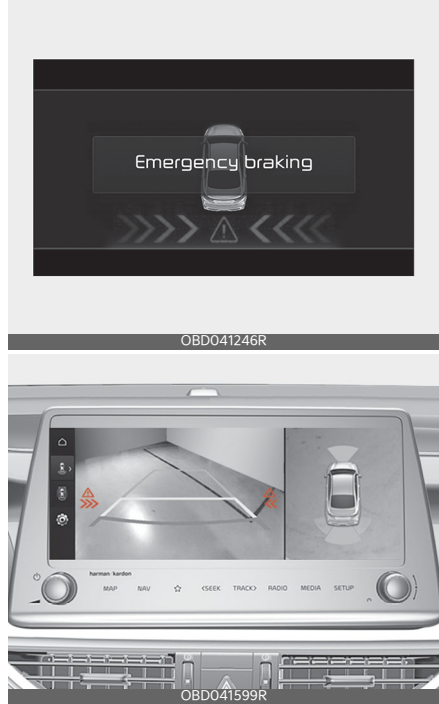 Emergency braking
OBD041246R
harman/kardon
MAP NAV <SEEK TRACK> RADIO MEDIA SETUP
OBD041599R